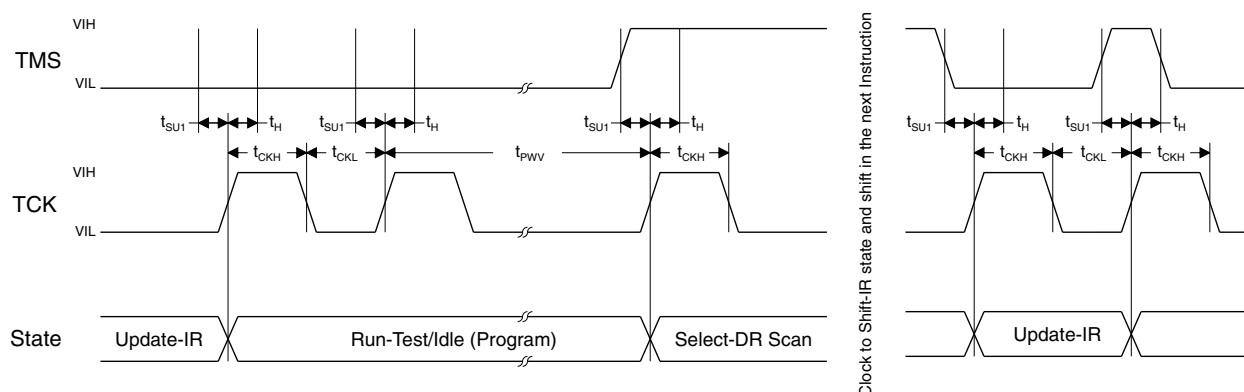 VIH
TMS
VIL
tSU1 tH tSU1 tH tSU1 tH tSU1 tH tSU1 tH
tCKH tCKL tPWV tCKH tCKH tCKL tCKH
VIH
TCK
VIL
State Update-IR Run-Test/Idle (Program) Select-DR Scan Update-IR
Clock to Shift-IR state and shift in the next Instruction